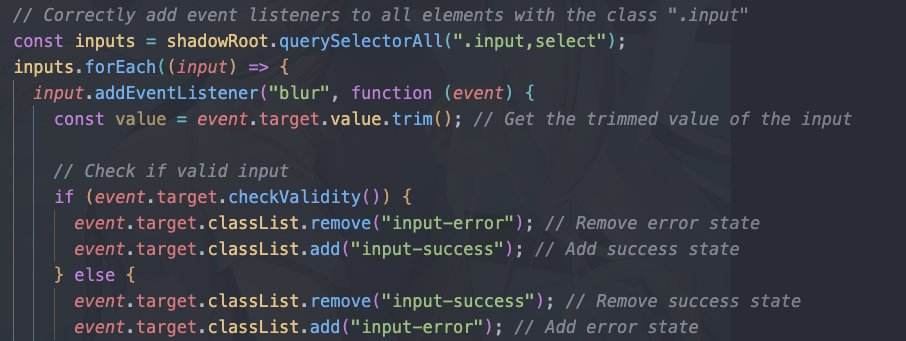 // Correctly add event listeners to all elements with the class ".input"
const inputs = shadowRoot.querySelectorAll(".input,select");
inputs.forEach((input) => {
input.addEventListener("blur", function (event) {
const value = event.target.value.trim(); // Get the trimmed value of the input
// Check if valid input
if (event.target.checkValidity()) {
event.target.classList.remove("input-error"); // Remove error state
event.target.classList.add("input-success"); // Add success state
} else {
event.target.classList.remove("input-success"); // Remove success state
event.target.classList.add("input-error"); // Add error state